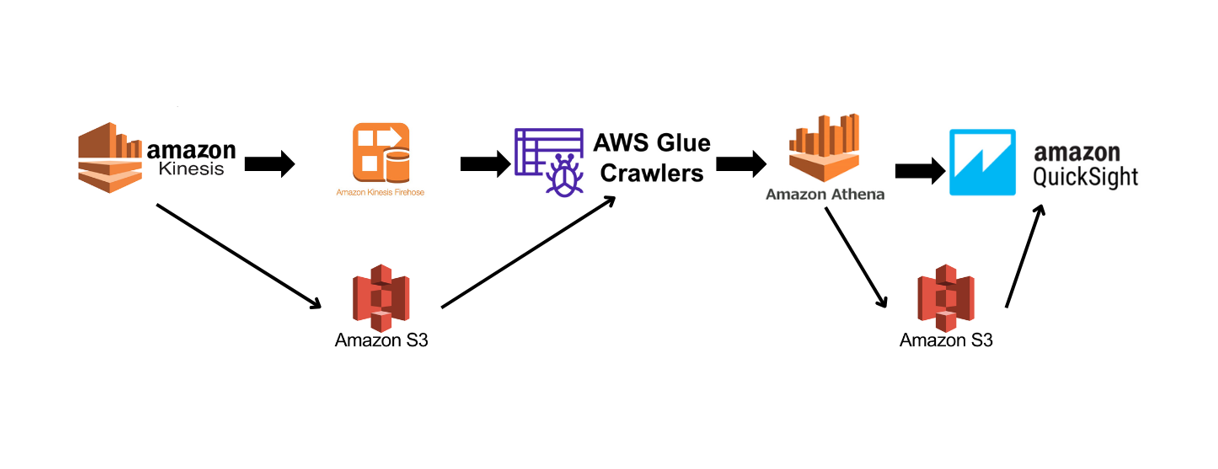 amazon
Kinesis
Amazon Kinesis Firehose
AWS Glue
Crawlers
Amazon Athena
amazon
QuickSight
Amazon S3
Amazon S3